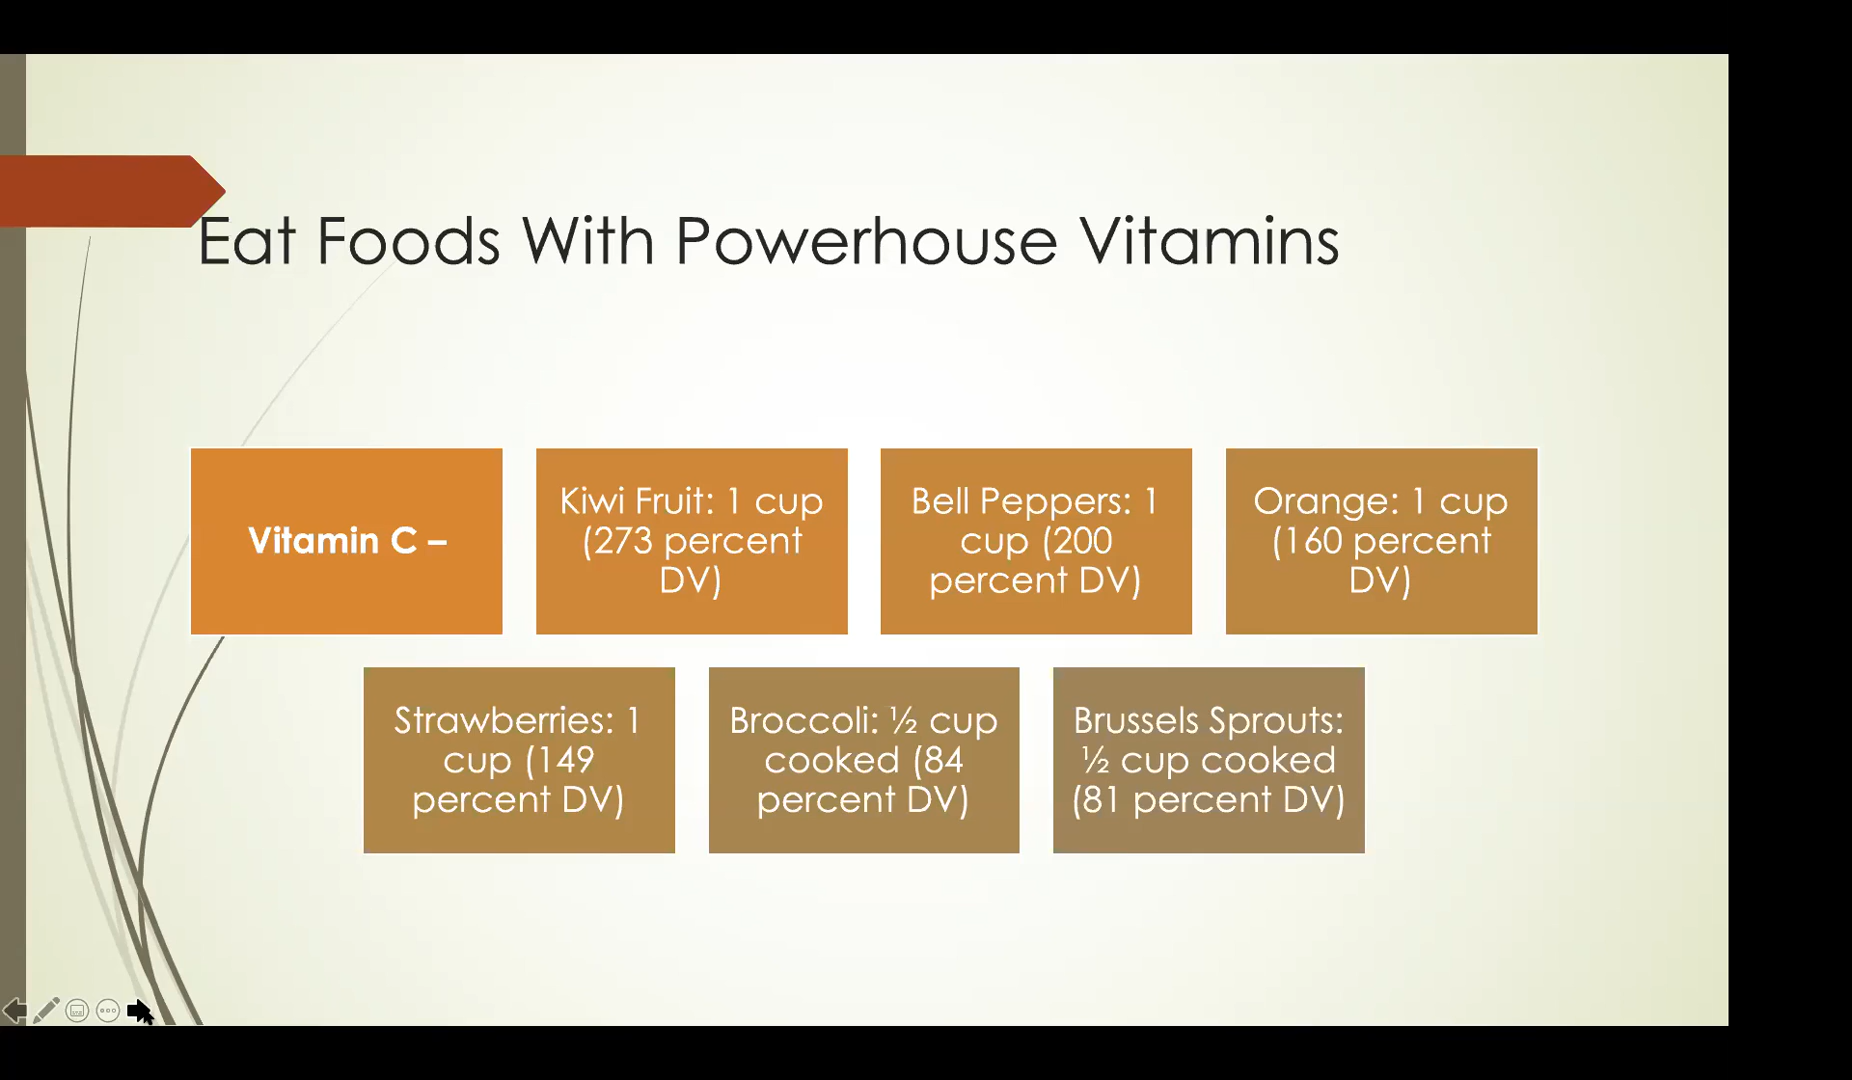 Eat Foods With Powerhouse Vitamins
Vitamin C –
Kiwi Fruit: 1 cup
(273 percent
DV)
Bell Peppers: 1
cup (200
percent DV)
Orange: 1 cup
(160 percent
DV)
Strawberries: 1
cup (149
percent DV)
Broccoli: ½ cup
cooked (84
percent DV)
Brussels Sprouts:
½ cup cooked
(81 percent DV)